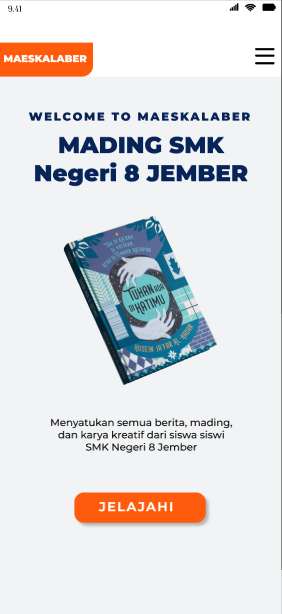 9.41
MAESKALABER
WELCOME TO MAESKALABER
MADING SMK
Negeri 8 JEMBER
TUHAN ADA
DI HATIMU
HUSEIN JA'FAR AL-HADAR
Menyatukan semua berita, mading,
dan karya kreatif dari siswa siswi
SMK Negeri 8 Jember
JELAJAHI